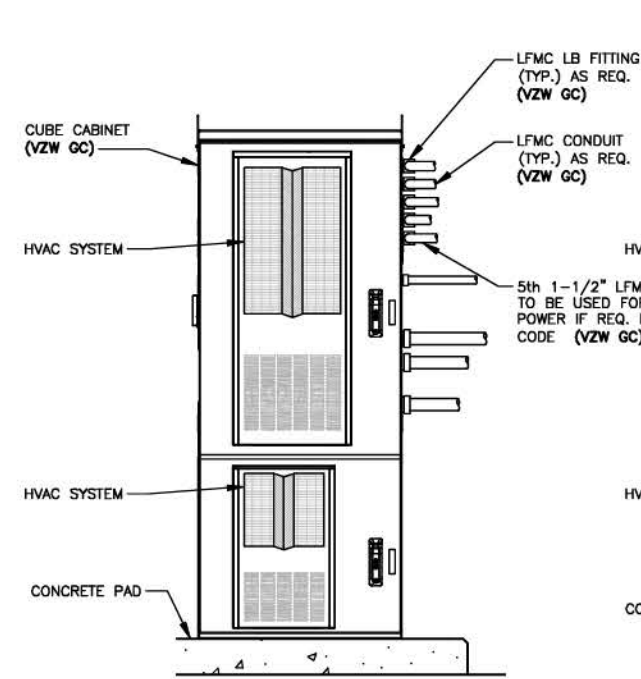 LFMC LB FITTING
(TYP.) AS REQ.
(VZW GC)
CUBE CABINET
(VZW GC)
LFMC CONDUIT
(TYP.) AS REQ.
(VZW GC)
HVAC SYSTEM
5th 1-1/2"
TO BE USED
POWER IF REQ.
CODE (VZW GC)
HVAC SYSTEM
CONCRETE PAD